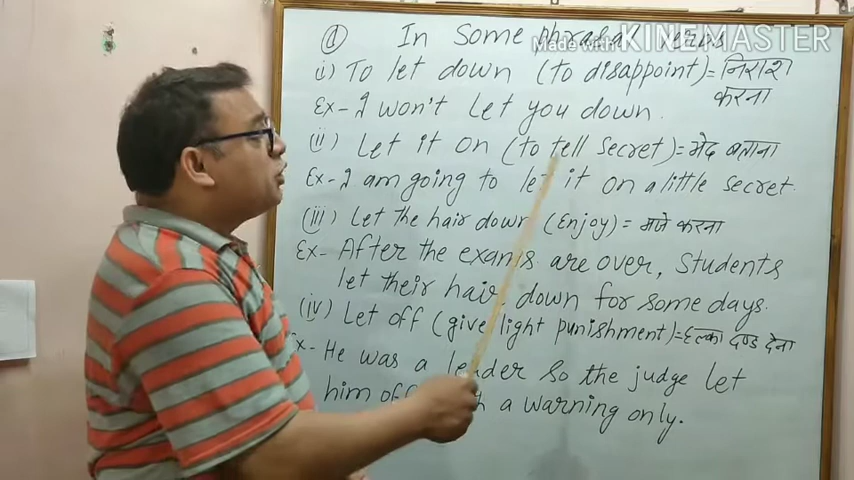 (d) In Some phrasal verbs
Made with KINEMASTER
(i) To let down (to disappoint) = निराश
करना
Ex- I won't Let you down.
(ii) Let it on (to tell Secret) = भेद बताना
Ex- I am going to let it on a little secret.
(iii) Let the hair down (Enjoy) = मजे करना
Ex- After the exams are over, Students
let their hair down for some days.
(iv) Let off (give light punishment) = हल्का दण्ड देना
Ex- He was a leader so the judge let
him off with a warning only.